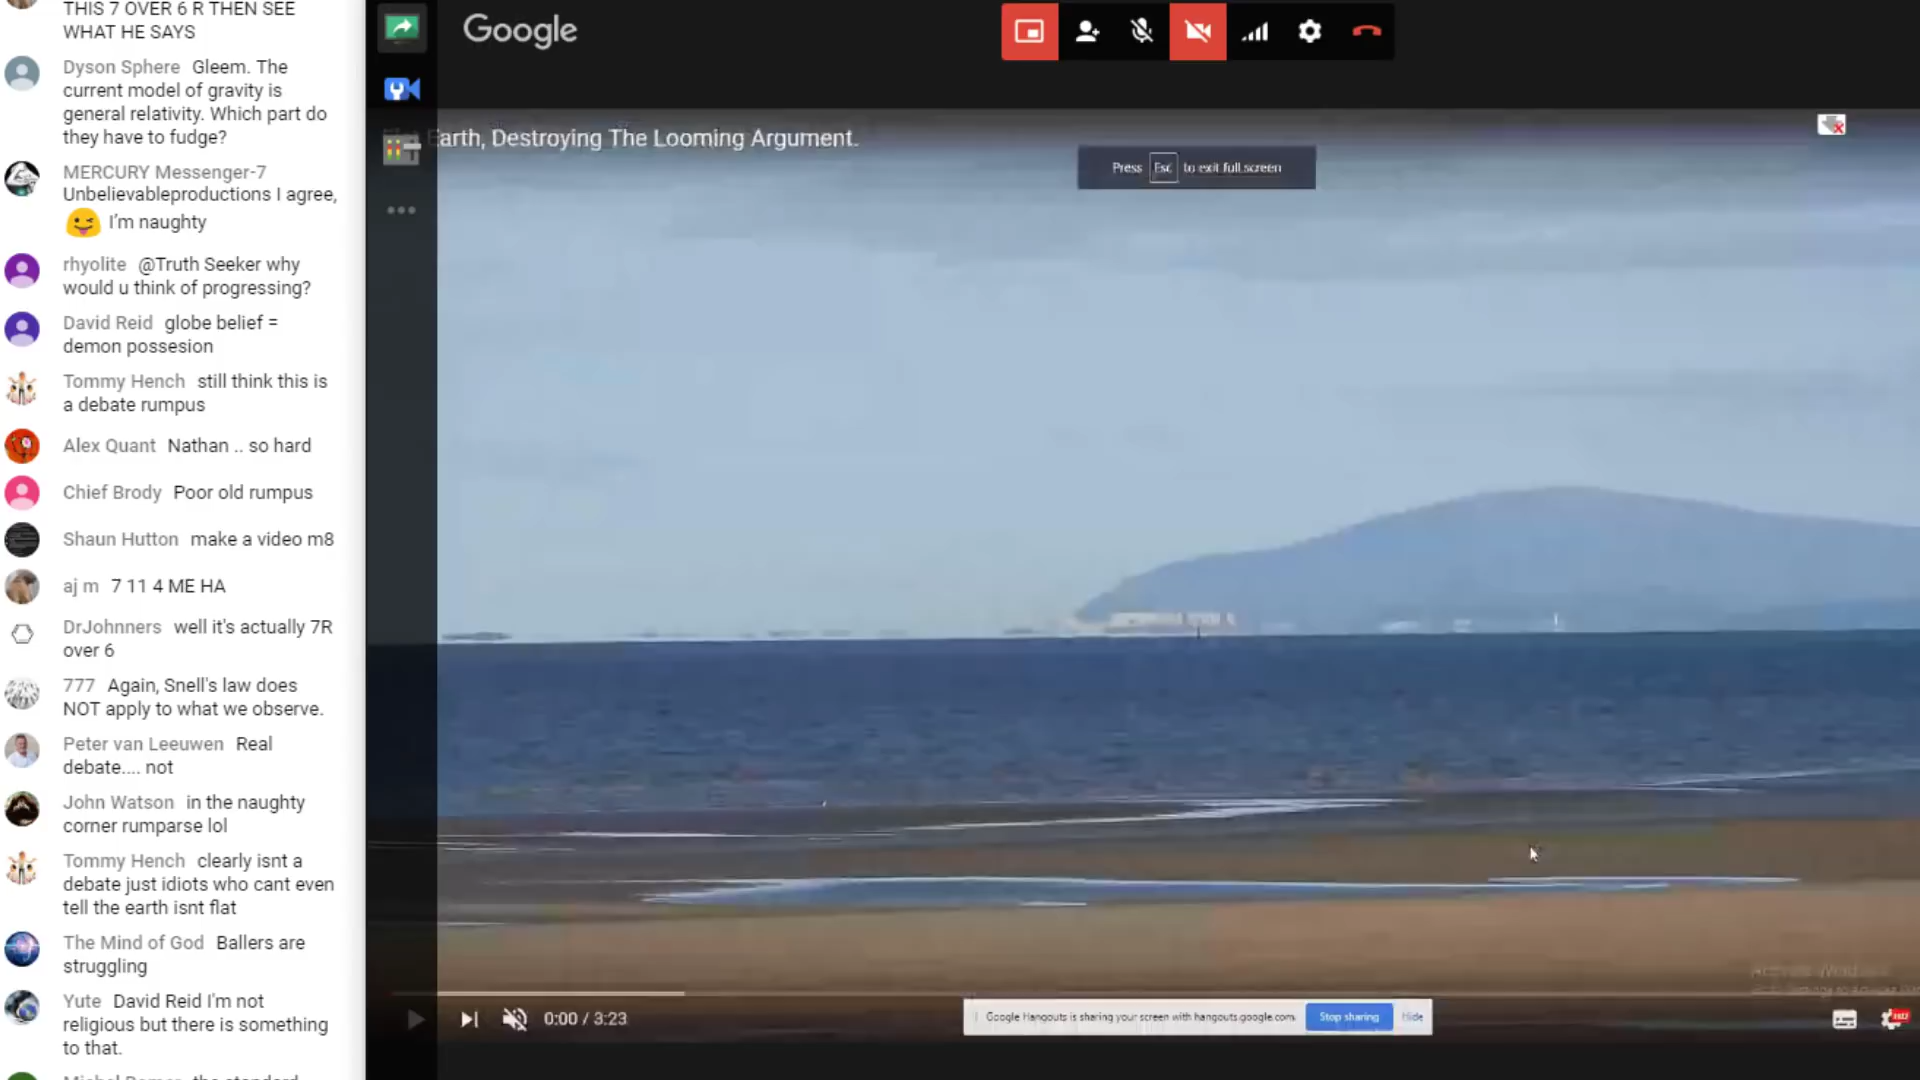 THIS 7 OVER 6 R THEN SEE
WHAT HE SAYS
Dyson Sphere Gleem. The
current model of gravity is
general relativity. Which part do
they have to fudge?
MERCURY Messenger-7
Unbelievableproductions I agree,
😜 I'm naughty
rhyolite @Truth Seeker why
would u think of progressing?
David Reid globe belief =
demon possesion
Tommy Hench still think this is
a debate rumpus
Alex Quant Nathan .. so hard
Chief Brody Poor old rumpus
Shaun Hutton make a video m8
aj m 7 11 4 ME HA
DrJohnners well it's actually 7R
over 6
777 Again, Snell's law does
NOT apply to what we observe.
Peter van Leeuwen Real
debate.... not
John Watson in the naughty
corner rumparse lol
Tommy Hench clearly isnt a
debate just idiots who cant even
tell the earth isnt flat
The Mind of God Ballers are
struggling
Yute David Reid I'm not
religious but there is something
to that.
Google
Earth, Destroying The Looming Argument.
Press Esc to exit full screen
0:00 / 3:23
Google Hangouts is sharing your screen with hangouts.google.com.
Stop sharing
Hide